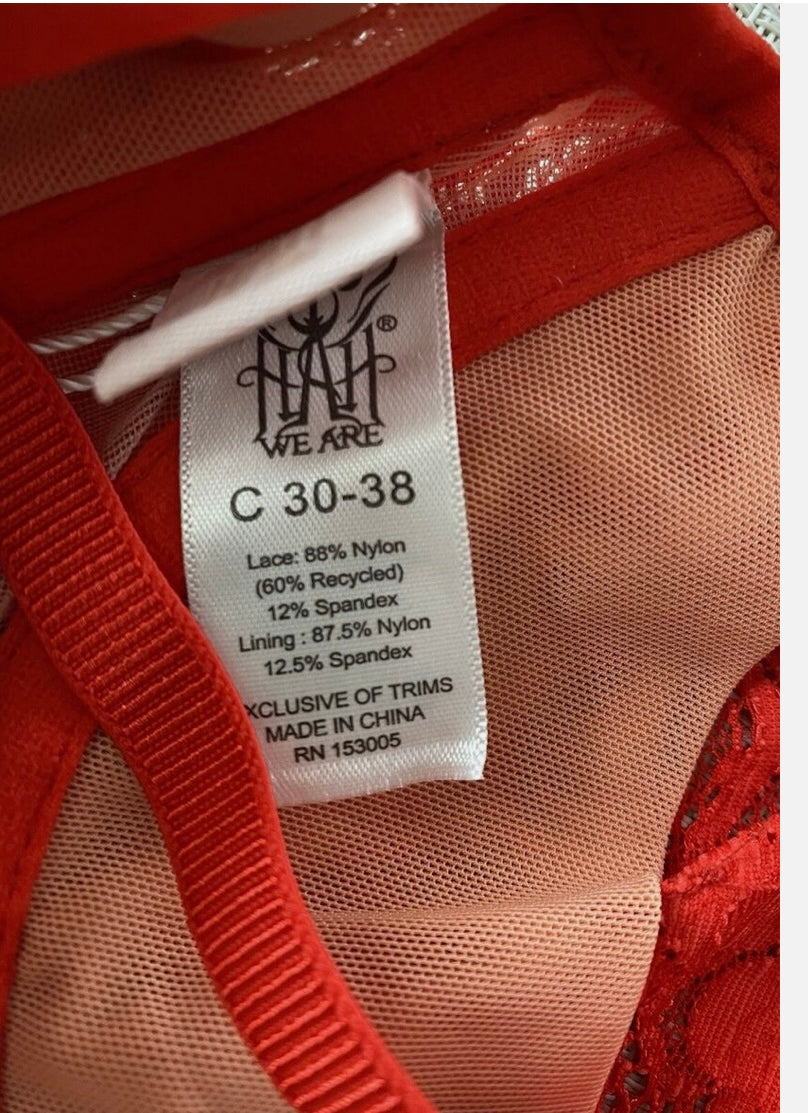 HAH®
WE ARE
C 30-38
Lace: 88% Nylon
(60% Recycled)
12% Spandex
Lining : 87.5% Nylon
12.5% Spandex
XCLUSIVE OF TRIMS
MADE IN CHINA
RN 153005